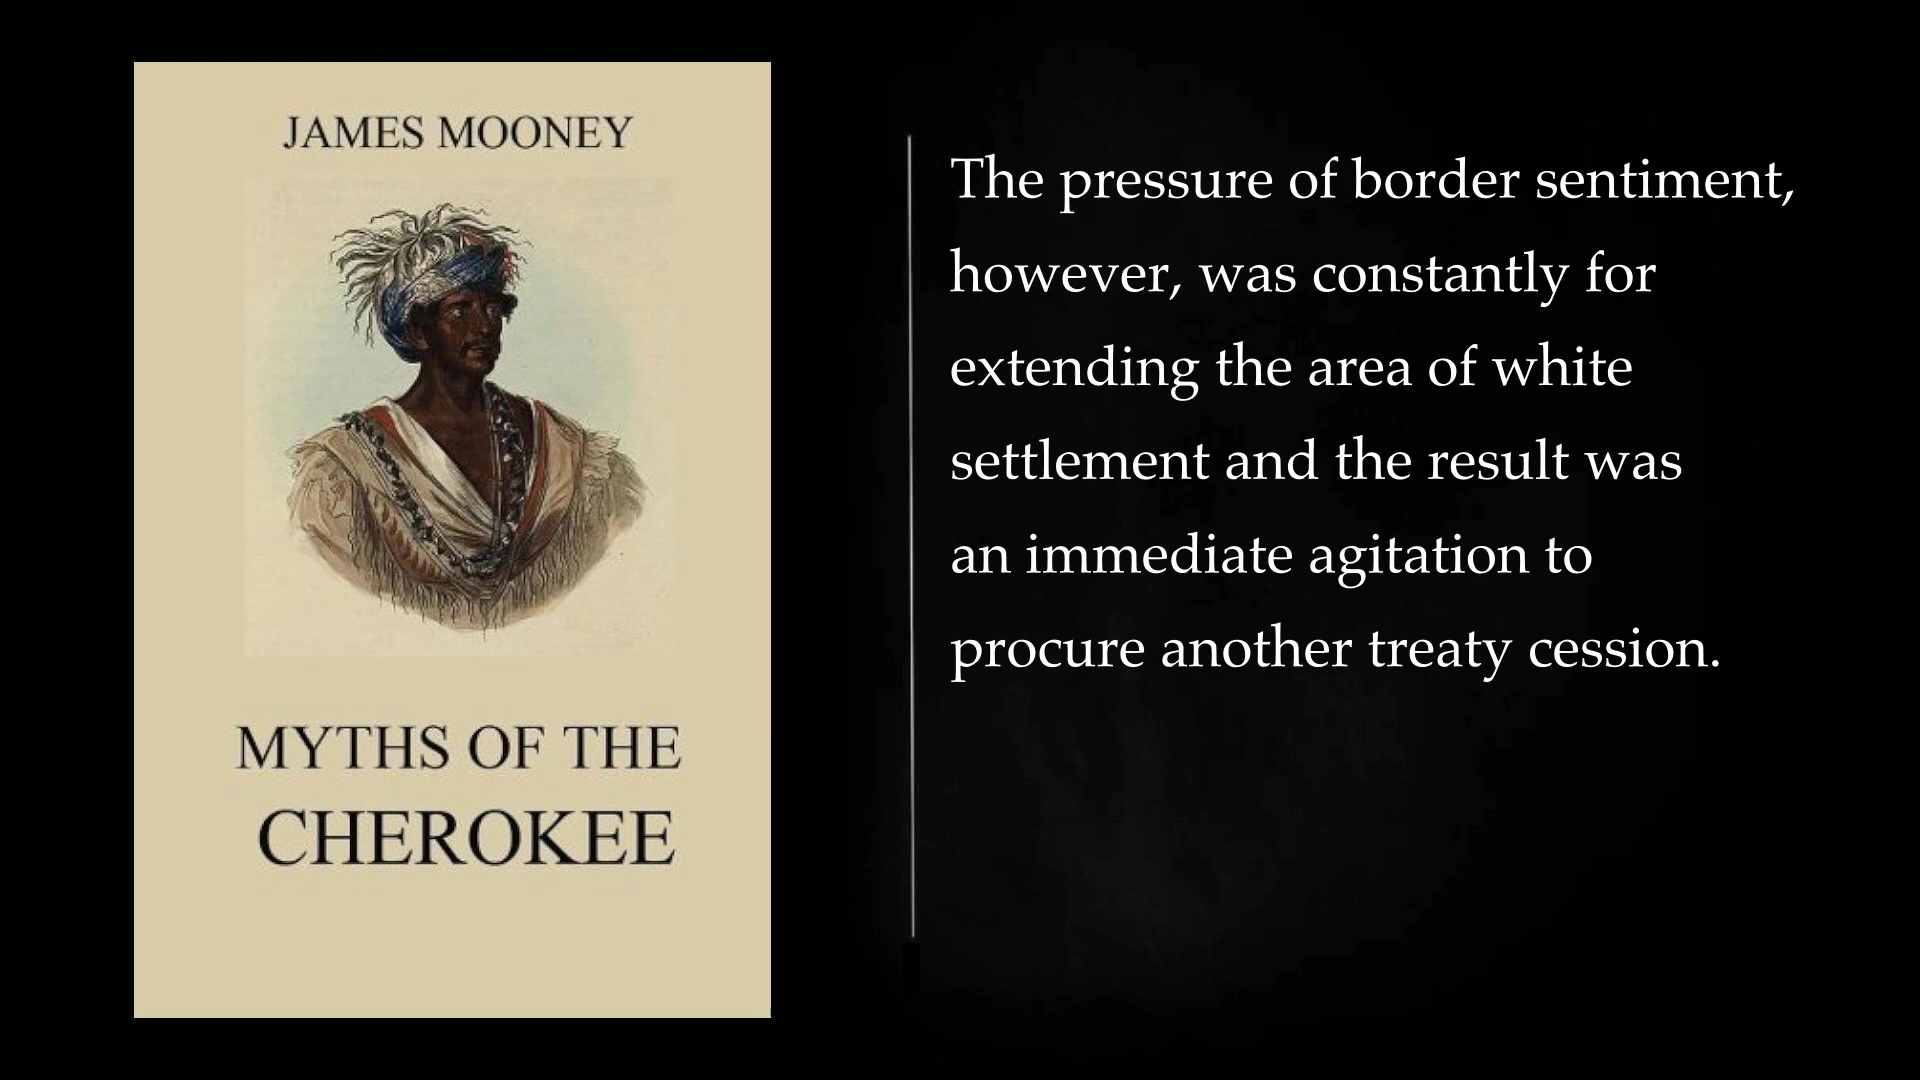 JAMES MOONEY
MYTHS OF THE
CHEROKEE
The pressure of border sentiment,
however, was constantly for
extending the area of white
settlement and the result was
an immediate agitation to
procure another treaty cession.